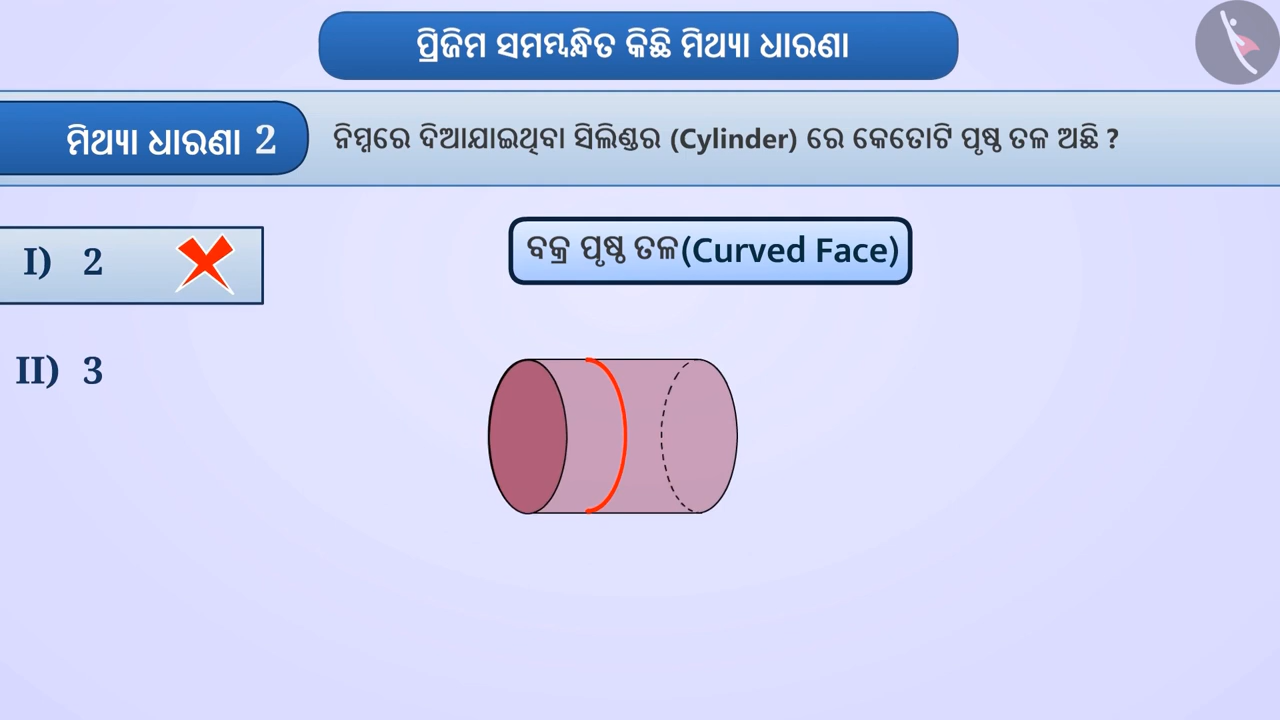 ପ୍ରିଜିମ ସମ୍ବନ୍ଧିତ କିଛି ମିଥ୍ୟା ଧାରଣା
ମିଥ୍ୟା ଧାରଣା 2
ନିମ୍ନରେ ଦିଆଯାଇଥିବା ସିଲିଣ୍ଡର (Cylinder) ରେ କେତୋଟି ପୃଷ୍ଠ ତଳ ଅଛି ?
I) 2
ବକ୍ର ପୃଷ୍ଠ ତଳ(Curved Face)
II) 3